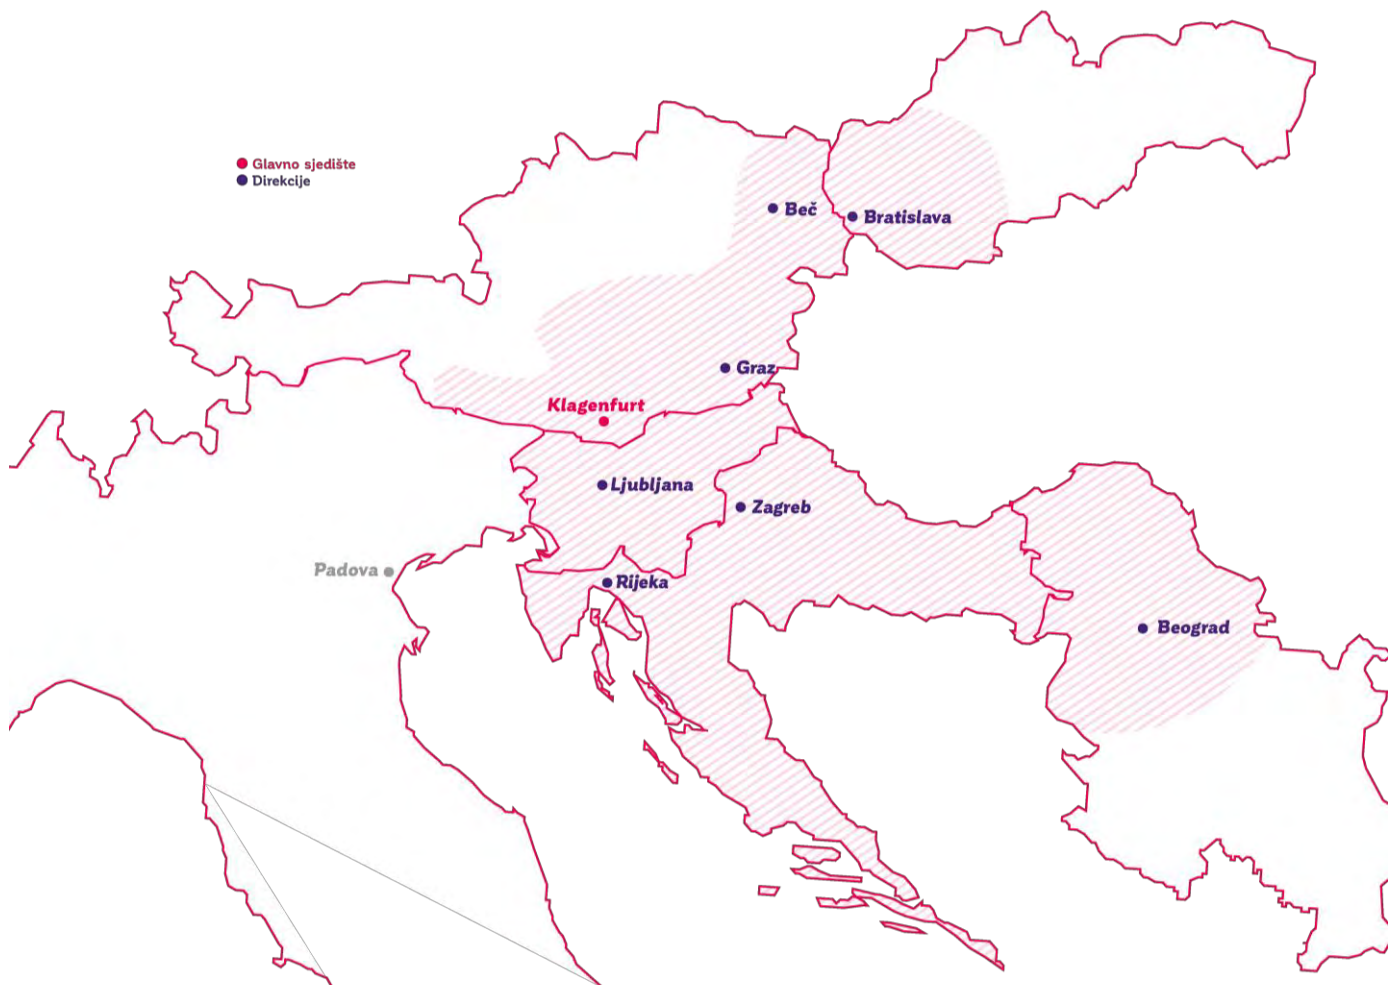 Glavno sjedište
Direkcije
Beč
Bratislava
Graz
Klagenfurt
Ljubljana
Zagreb
Padova
Rijeka
Beograd